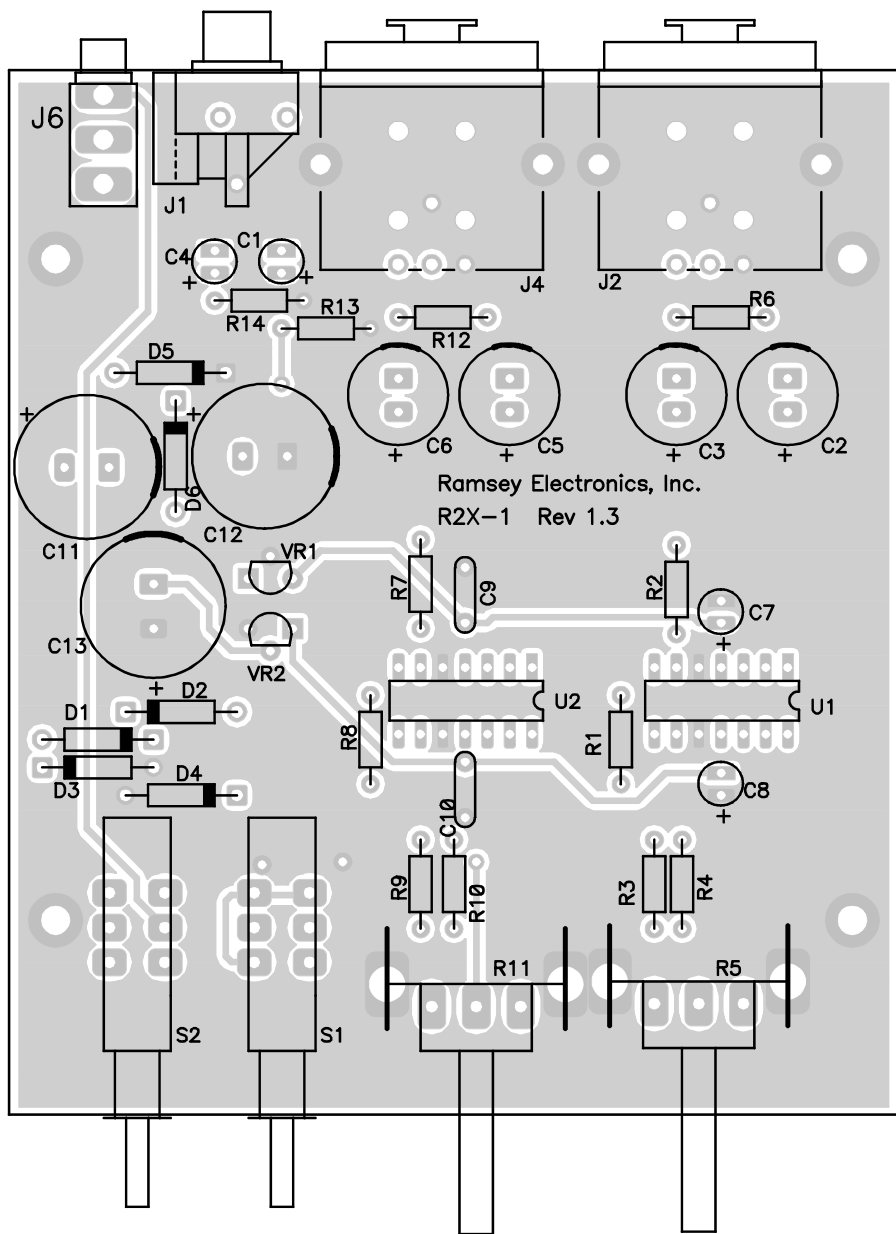 J6
J1
J4
J2
C4
C1
+
+
R14
R13
R12
R6
D5
+
+
D6
C11
C12
C6
C5
C3
C2
+
+
+
+
Ramsey Electronics, Inc.
R2X-1 Rev 1.3
VR1
R7
C9
R2
C7
+
C13
VR2
+
D2
D1
D3
D4
R8
U2
R1
U1
C10
C8
+
R9
R10
R3
R4
R11
R5
S2
S1